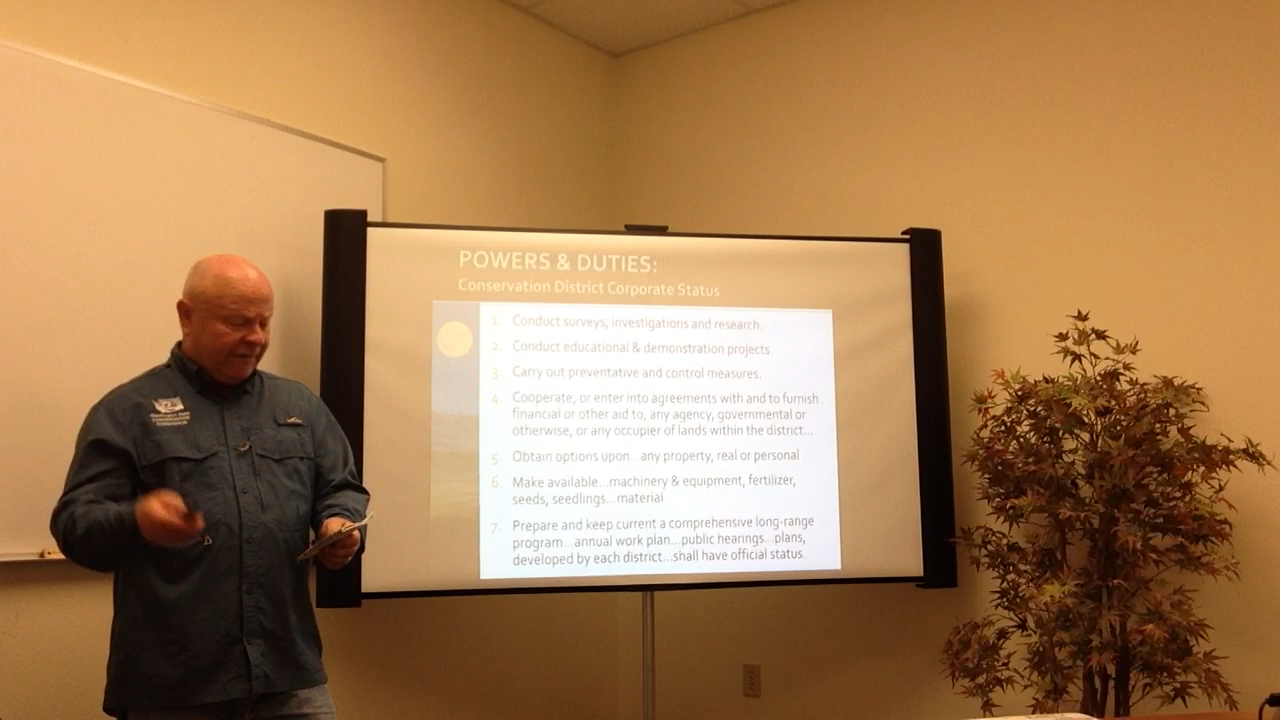 POWERS & DUTIES:
Conservation District Corporate Status
1. Conduct surveys, investigations and research.
2. Conduct educational & demonstration projects.
3. Carry out preventative and control measures.
4. Cooperate, or enter into agreements with and to furnish
financial or other aid to, any agency, governmental or
otherwise, or any occupier of lands within the district...
5. Obtain options upon...any property, real or personal
6. Make available...machinery & equipment, fertilizer,
seeds, seedlings...material
7. Prepare and keep current a comprehensive long-range
program...annual work plan...public hearings...plans,
developed by each district...shall have official status.
Washington State